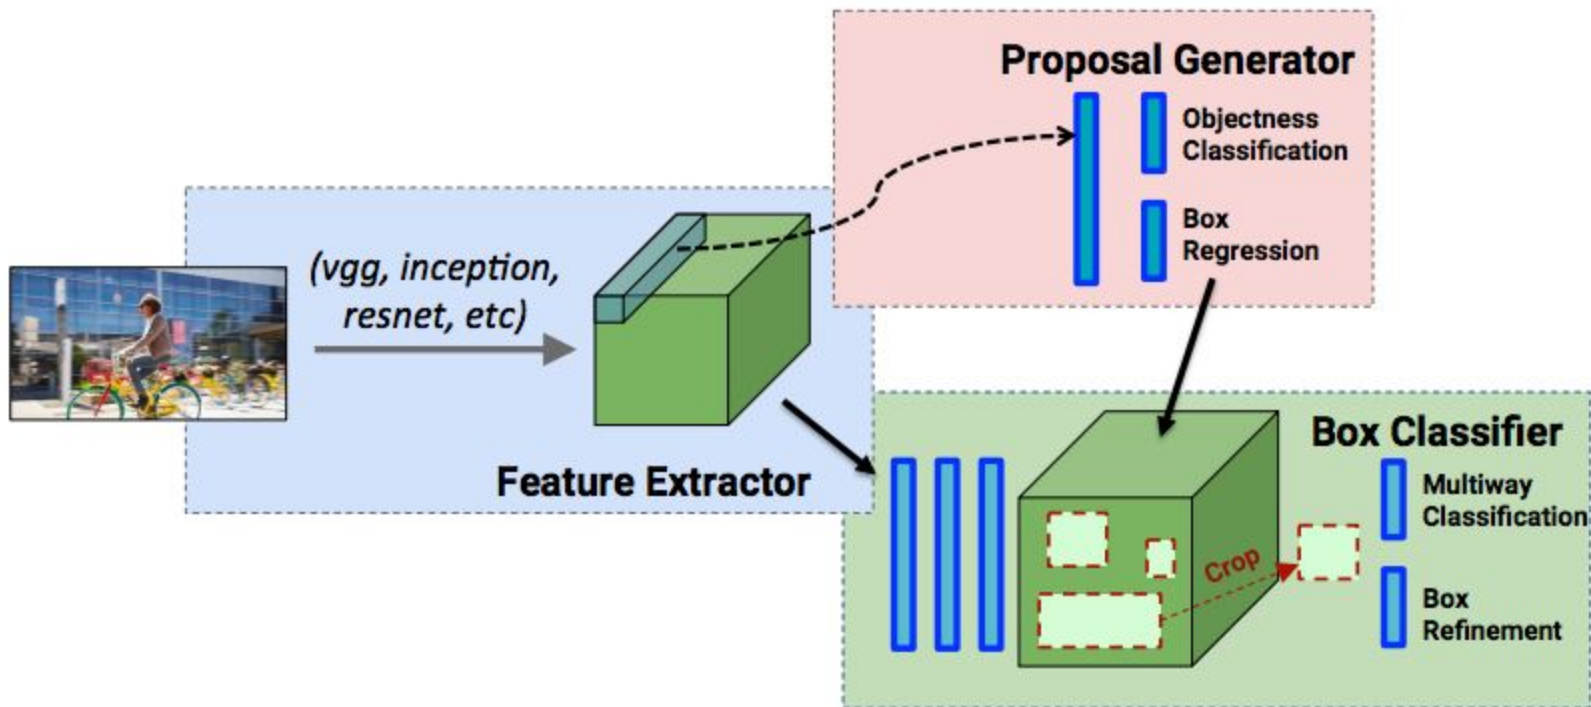 Proposal Generator
Objectness
Classification
Box
Regression
(vgg, inception,
resnet, etc)
Feature Extractor
Box Classifier
Multiway
Classification
Crop
Box
Refinement